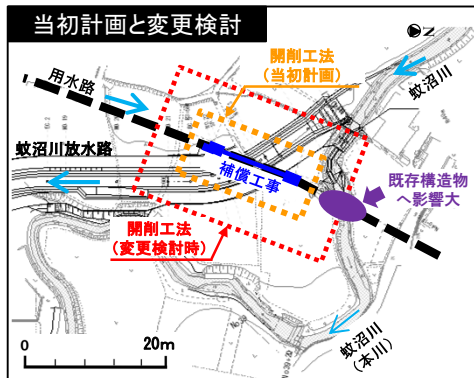 当初計画と変更検討
N
開削工法
(当初計画)
用水路
蚊沼川
蚊沼川放水路
補償工事
既存構造物
へ影響大
開削工法
(変更検討時)
0
20m
蚊沼川
(本川)